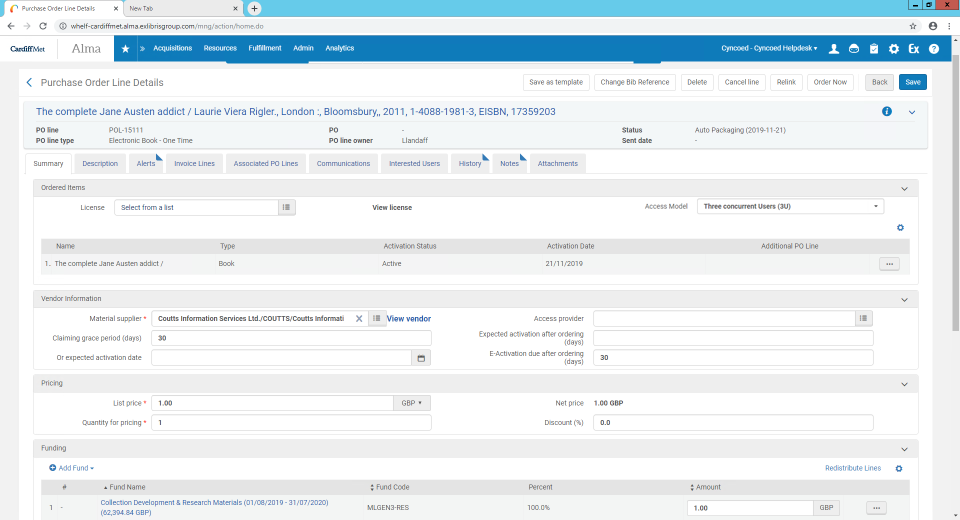 Purchase Order Line Details × New Tab × +
whelf-cardiffmet.alma.exlibrisgroup.com/mng/action/home.do
CardiffMet Alma Acquisitions Resources Fulfillment Admin Analytics Cyncoed - Cyncoed Helpdesk Ex ?
Purchase Order Line Details Save as template Change Bib Reference Delete Cancel line Relink Order Now Back Save
The complete Jane Austen addict / Laurie Viera Rigler., London :, Bloomsbury,, 2011, 1-4088-1981-3, EISBN, 17359203
PO line POL-15111 PO - Status Auto Packaging (2019-11-21)
PO line type Electronic Book - One Time PO line owner Llandaff Sent date -
Summary Description Alerts Invoice Lines Associated PO Lines Communications Interested Users History Notes Attachments
Ordered Items
License Select from a list View license Access Model Three concurrent Users (3U)
Name Type Activation Status Activation Date Additional PO Line
1.. The complete Jane Austen addict / Book Active 21/11/2019 ...
Vendor Information
Material supplier * Coutts Information Services Ltd./COUTTS/Coutts Informati X View vendor Access provider
Claiming grace period (days) 30 Expected activation after ordering (days)
Or expected activation date E-Activation due after ordering (days) 30
Pricing
List price * 1.00 GBP Net price 1.00 GBP
Quantity for pricing * 1 Discount (%) 0.0
Funding
Add Fund Redistribute Lines
# Fund Name Fund Code Percent Amount
1 - Collection Development & Research Materials (01/08/2019 - 31/07/2020) (62,394.84 GBP) MLGEN3-RES 100.0% 1.00 GBP ...